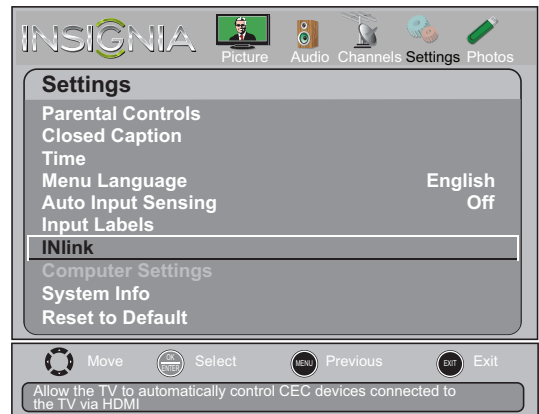 INSIGNIA
Picture Audio Channels Settings Photos
Settings
Parental Controls
Closed Caption
Time
Menu Language English
Auto Input Sensing Off
Input Labels
INlink
Computer Settings
System Info
Reset to Default
Move OK ENTER Select MENU Previous EXIT Exit
Allow the TV to automatically control CEC devices connected to
the TV via HDMI